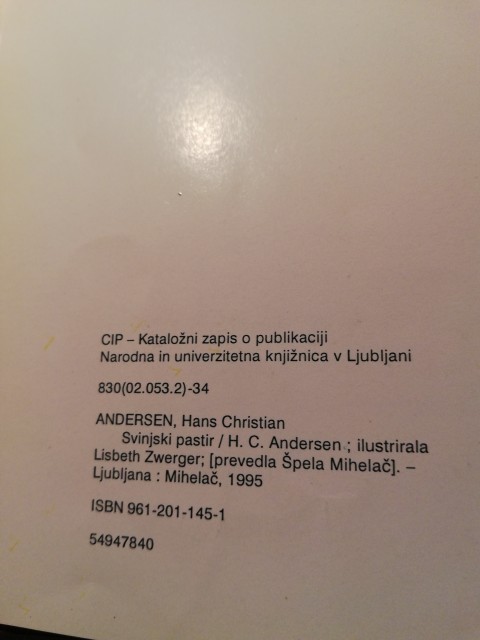 CIP – Kataložni zapis o publikaciji
Narodna in univerzitetna knjižnica v Ljubljani
830(02.053.2)-34
ANDERSEN, Hans Christian
Svinjski pastir / H. C. Andersen ; ilustrirala
Lisbeth Zwerger; [prevedla Špela Mihelač]. –
Ljubljana : Mihelač, 1995
ISBN 961-201-145-1
54947840